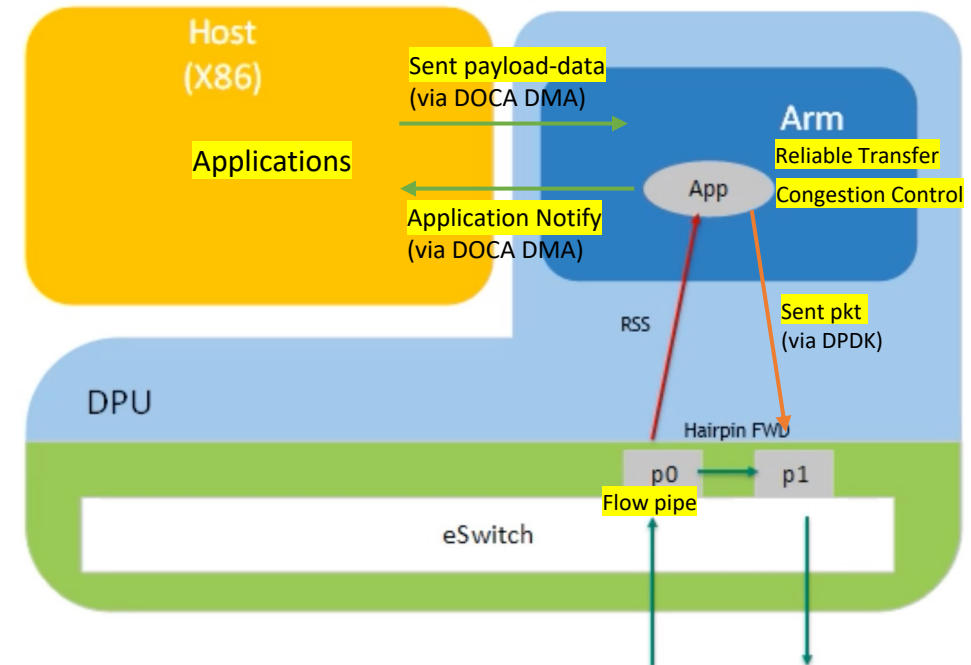 Host
(X86)
Applications
Sent payload-data
(via DOCA DMA)
Application Notify
(via DOCA DMA)
Arm
Reliable Transfer
Congestion Control
App
RSS
Sent pkt
(via DPDK)
DPU
Hairpin FWD
p0
p1
Flow pipe
eSwitch